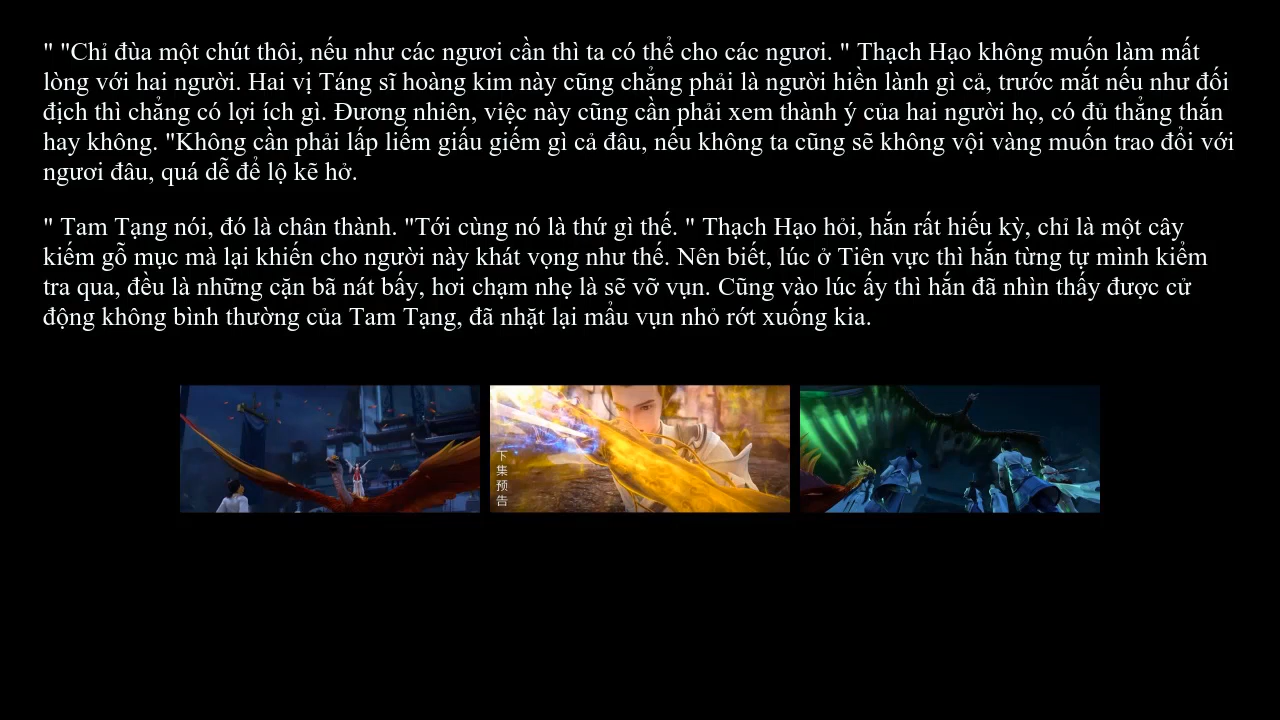 " "Chỉ đùa một chút thôi, nếu như các ngươi cần thì ta có thể cho các ngươi. " Thạch Hạo không muốn làm mất
lòng với hai người. Hai vị Táng sĩ hoàng kim này cũng chẳng phải là người hiền lành gì cả, trước mắt nếu như đối
địch thì chẳng có lợi ích gì. Đương nhiên, việc này cũng cần phải xem thành ý của hai người họ, có đủ thẳng thắn
hay không. "Không cần phải lấp liếm giấu giếm gì cả đâu, nếu không ta cũng sẽ không vội vàng muốn trao đổi với
ngươi đâu, quá dễ để lộ kẽ hở.
" Tam Tạng nói, đó là chân thành. "Tới cùng nó là thứ gì thế. " Thạch Hạo hỏi, hắn rất hiếu kỳ, chỉ là một cây
kiếm gỗ mục mà lại khiến cho người này khát vọng như thế. Nên biết, lúc ở Tiên vực thì hắn từng tự mình kiểm
tra qua, đều là những cặn bã nát bấy, hơi chạm nhẹ là sẽ vỡ vụn. Cũng vào lúc ấy thì hắn đã nhìn thấy được cử
động không bình thường của Tam Tạng, đã nhặt lại mẩu vụn nhỏ rớt xuống kia.
下集预告